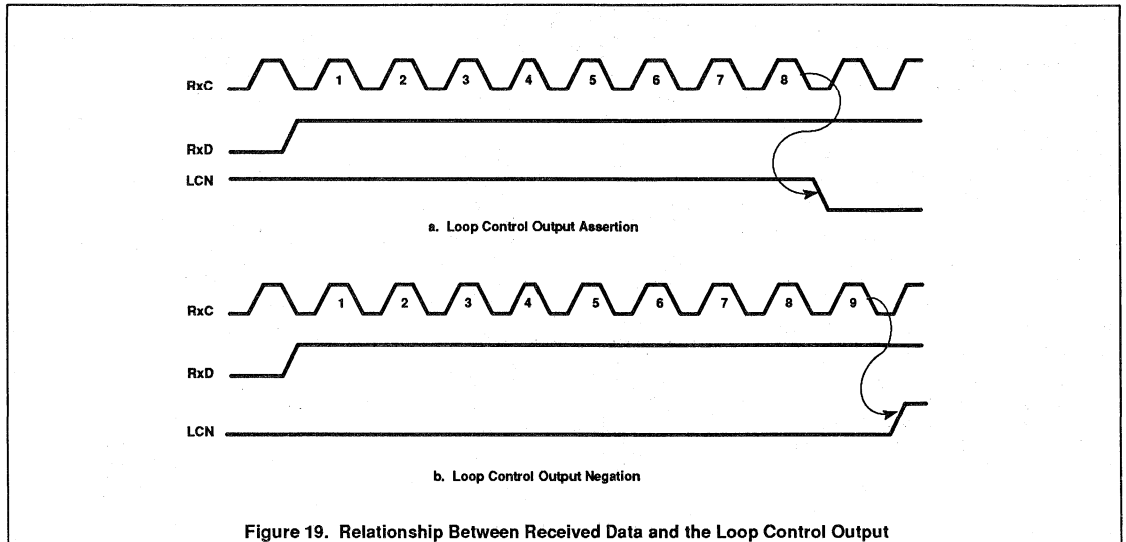 RxC 1 2 3 4 5 6 7 8
RxD
LCN
a. Loop Control Output Assertion
RxC 1 2 3 4 5 6 7 8 9
RxD
LCN
b. Loop Control Output Negation
Figure 19. Relationship Between Received Data and the Loop Control Output